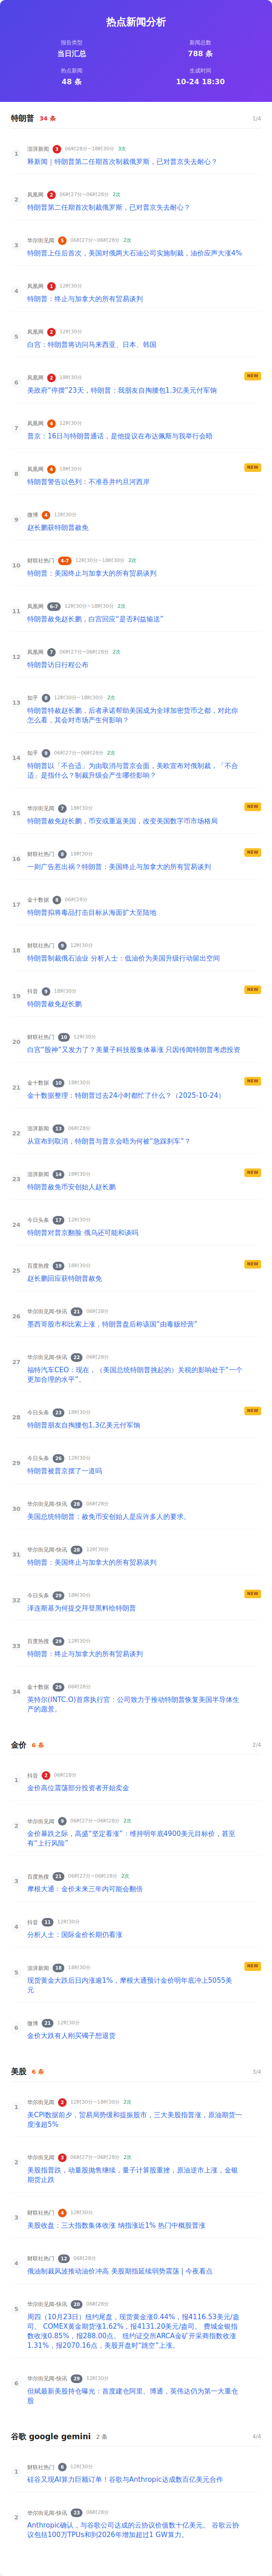 热点新闻分析
报告类型
新闻总数
当日汇总
788 条
热点新闻
生成时间
48 条
10-24 18:30
特朗普 34 条
1/4
1
澎湃新闻 3 06时28分~18时30分 3次
释新闻｜特朗普第二任期首次制裁俄罗斯，已对普京失去耐心？
2
凤凰网 2 06时27分~06时28分 2次
特朗普第二任期首次制裁俄罗斯，已对普京失去耐心？
3
华尔街见闻 5 06时27分~06时28分 2次
特朗普上任后首次，美国对俄两大石油公司实施制裁，油价应声大涨4%
4
凤凰网 1 12时30分
特朗普：终止与加拿大的所有贸易谈判
5
凤凰网 2 12时30分
白宫：特朗普将访问马来西亚、日本、韩国
6
凤凰网 2 18时30分
NEW
美政府“停摆”23天，特朗普：我朋友自掏腰包1.3亿美元付军饷
7
凤凰网 4 12时30分
普京：16日与特朗普通话，是他提议在布达佩斯与我举行会晤
8
凤凰网 4 18时30分
NEW
特朗普警告以色列：不准吞并约旦河西岸
9
微博 4 12时30分
赵长鹏获特朗普赦免
10
财联社热门 4-7 12时30分~18时30分 2次
特朗普：美国终止与加拿大的所有贸易谈判
11
凤凰网 6-7 12时30分~18时30分 2次
特朗普赦免赵长鹏，白宫回应“是否利益输送”
12
凤凰网 7 06时27分~06时28分 2次
特朗普访日行程公布
13
知乎 8 12时30分~18时30分 2次
特朗普特赦赵长鹏，后者承诺帮助美国成为全球加密货币之都，对此你
怎么看，其会对市场产生何影响？
14
知乎 9 06时27分~06时28分 2次
特朗普以「不合适」为由取消与普京会面，美欧宣布对俄制裁，「不合
适」是指什么？制裁升级会产生哪些影响？
15
华尔街见闻 7 18时30分
NEW
特朗普赦免赵长鹏，币安或重返美国，改变美国数字货币市场格局
16
财联社热门 8 18时30分
NEW
一则广告惹出祸？特朗普：美国终止与加拿大的所有贸易谈判
17
金十数据 8 06时28分
特朗普拟将毒品打击目标从海面扩大至陆地
18
财联社热门 9 12时30分
特朗普制裁俄石油业 分析人士：低油价为美国升级行动留出空间
19
抖音 9 18时30分
NEW
特朗普赦免赵长鹏
20
财联社热门 10 12时30分
白宫“股神”又发力了？美量子科技股集体暴涨 只因传闻特朗普考虑投资
21
金十数据 10 18时30分
NEW
金十数据整理：特朗普过去24小时都忙了什么？（2025-10-24）
22
澎湃新闻 13 06时28分
从宣布到取消，特朗普与普京会晤为何被“急踩刹车”？
23
澎湃新闻 14 18时30分
NEW
特朗普赦免币安创始人赵长鹏
24
今日头条 17 12时30分
特朗普对普京翻脸 俄乌还可能和谈吗
25
百度热搜 19 18时30分
NEW
赵长鹏回应获特朗普赦免
26
华尔街见闻-快讯 21 06时28分
墨西哥股市和比索上涨，特朗普盘后称该国“由毒贩经营”
27
华尔街见闻-快讯 22 06时28分
福特汽车CEO：现在，（美国总统特朗普挑起的）关税的影响处于“一个
更加合理的水平”。
28
今日头条 23 18时30分
NEW
特朗普朋友自掏腰包1.3亿美元付军饷
29
今日头条 26 12时30分
特朗普被普京摆了一道吗
30
华尔街见闻-快讯 28 06时28分
美国总统特朗普：赦免币安创始人是应许多人的要求。
31
华尔街见闻-快讯 28 12时30分
特朗普：美国终止与加拿大的所有贸易谈判
32
今日头条 29 18时30分
NEW
泽连斯基为何提交拜登黑料给特朗普
33
百度热搜 29 12时30分
特朗普：终止与加拿大的所有贸易谈判
34
金十数据 29 06时28分
英特尔(INTC.O)首席执行官：公司致力于推动特朗普恢复美国半导体生
产的愿景。
金价 6 条
2/4
1
抖音 2 06时28分
金价高位震荡部分投资者开始卖金
2
华尔街见闻 9 06时27分~06时28分 2次
金价暴跌之际，高盛“坚定看涨”：维持明年底4900美元目标价，甚至
有“上行风险”
3
百度热搜 21 06时27分~06时28分 2次
摩根大通：金价未来三年内可能会翻倍
4
抖音 11 12时30分
分析人士：国际金价长期仍看涨
5
澎湃新闻 18 18时30分
NEW
现货黄金大跌后日内涨逾1%，摩根大通预计金价明年底冲上5055美
元
6
微博 21 12时30分
金价大跌有人刚买镯子想退货
美股 6 条
3/4
1
华尔街见闻 2 12时30分~18时30分 2次
美CPI数据前夕，贸易局势缓和提振股市，三大美股指普涨，原油期货一
度涨超5%
2
华尔街见闻 3 06时27分~06时28分 2次
美股指普跌，动量股抛售继续，量子计算股重挫，原油逆市上涨，金银
期货止跌
3
财联社热门 4 12时30分
美股收盘：三大指数集体收涨 纳指涨近1% 热门中概股普涨
4
财联社热门 12 06时28分
俄油制裁风波推动油价冲高 美股期指延续弱势震荡 | 今夜看点
5
华尔街见闻-快讯 20 06时28分
周四（10月23日）纽约尾盘，现货黄金涨0.44%，报4116.53美元/盎
司。 COMEX黄金期货涨1.62%，报4131.20美元/盎司。 费城金银指
数收涨0.85%，报288.00点。 纽约证交所ARCA金矿开采商指数收涨
1.31%，报2070.16点，美股开盘时“跳空”上涨。
6
华尔街见闻-快讯 29 12时30分
但斌最新美股持仓曝光：首度建仓阿里、博通，英伟达仍为第一大重仓
股
谷歌 google gemini 2 条
4/4
1
财联社热门 6 12时30分
硅谷又现AI算力巨额订单！谷歌与Anthropic达成数百亿美元合作
2
华尔街见闻-快讯 23 06时28分
Anthropic确认，与谷歌公司达成的云协议价值数十亿美元。 谷歌云协
议包括100万TPUs和到2026年增加超过1 GW算力。